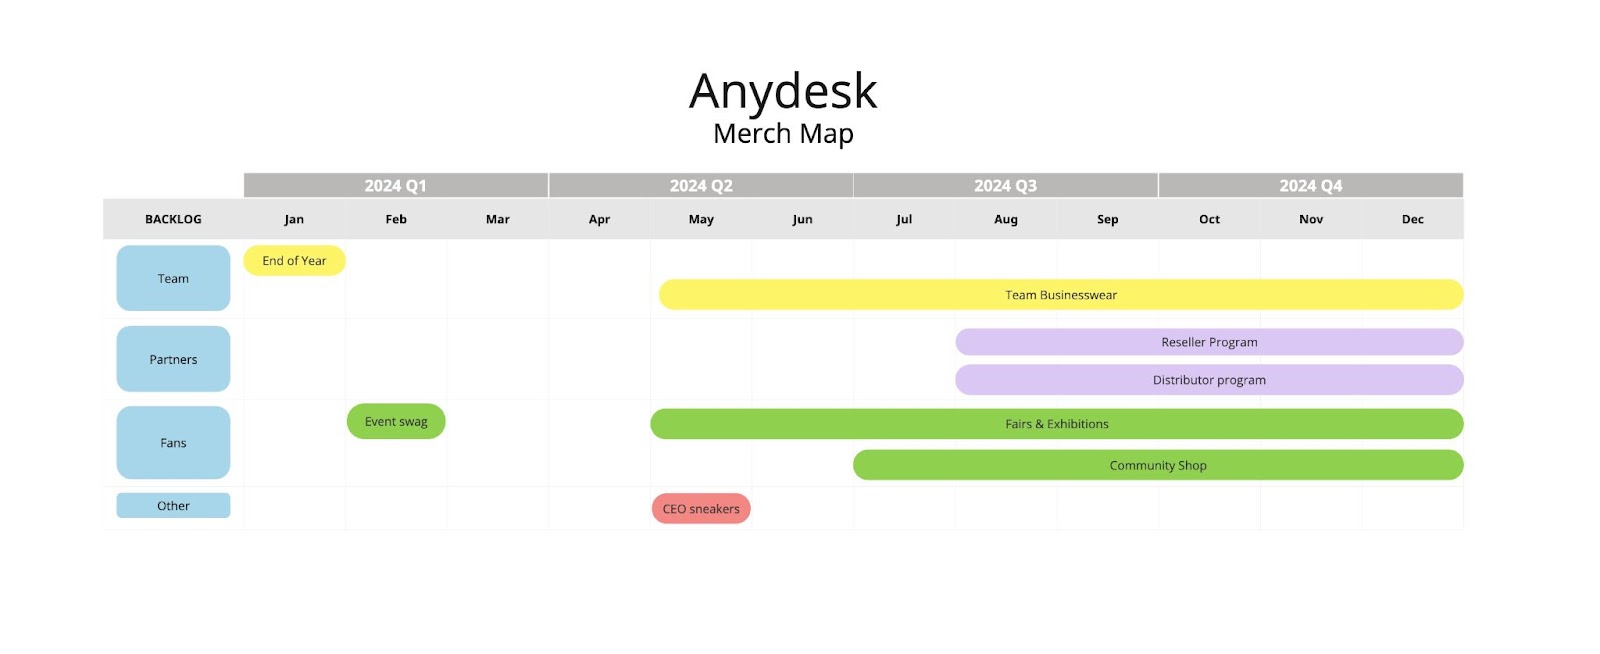 Anydesk
Merch Map
2024 Q1 2024 Q2 2024 Q3 2024 Q4
BACKLOG Jan Feb Mar Apr May Jun Jul Aug Sep Oct Nov Dec
Team
End of Year
Team Businesswear
Partners
Reseller Program
Distributor program
Fans
Event swag
Fairs & Exhibitions
Community Shop
Other
CEO sneakers